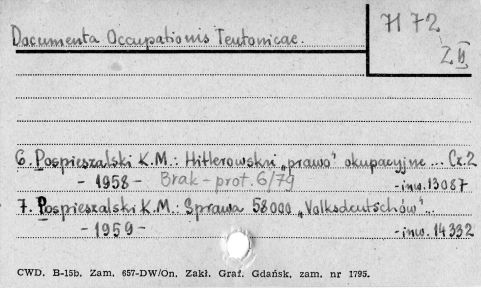 Documenta Occupationis Teutonicae.
7172
Z II
6. Pospieszalski K.M.: Hitlerowski „prawo" okupacyjne... Cz.2
- 1958 - Brak - prot. 6/79 - inw. 13087
7. Pospieszalski K.M.: Sprawa 58000 „Volksdeutschów"..
- 1959 - - inw. 14332
CWD. B-15b. Zam. 657-DW/On. Zakł. Graf. Gdańsk, zam. nr 1795.